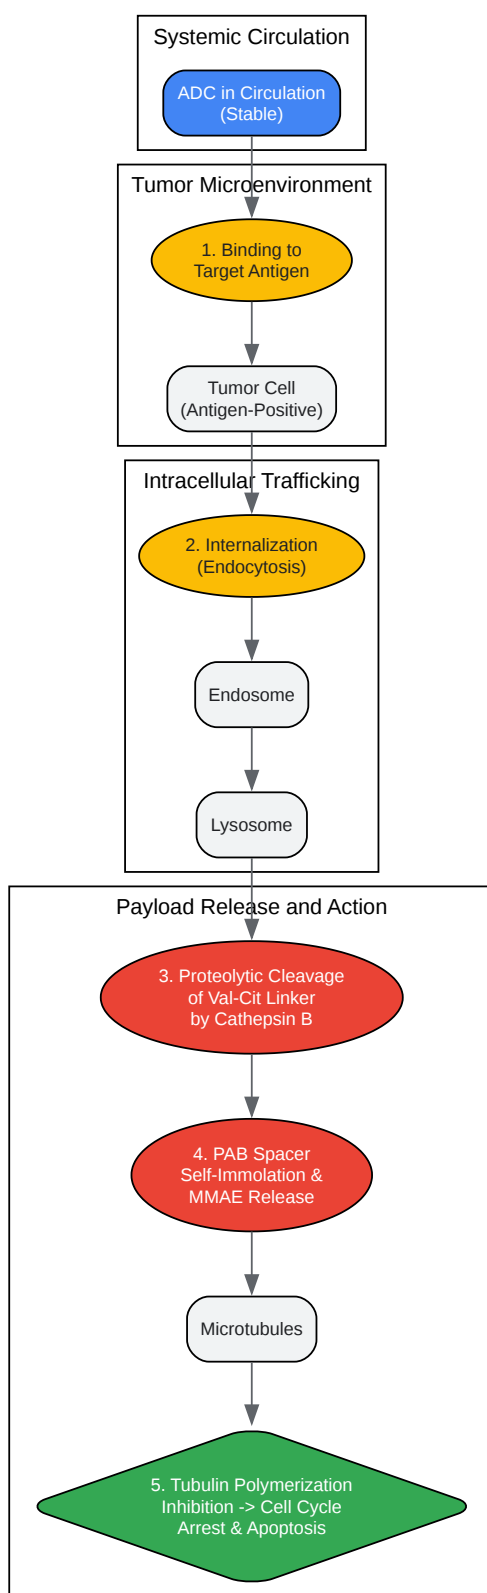 Systemic Circulation
ADC in Circulation
(Stable)
Tumor Microenvironment
1. Binding to
Target Antigen
Tumor Cell
(Antigen-Positive)
Intracellular Trafficking
2. Internalization
(Endocytosis)
Endosome
Lysosome
Payload Release and Action
3. Proteolytic Cleavage
of Val-Cit Linker
by Cathepsin B
4. PAB Spacer
Self-Immolation &
MMAE Release
Microtubules
5. Tubulin Polymerization
Inhibition -> Cell Cycle
Arrest & Apoptosis